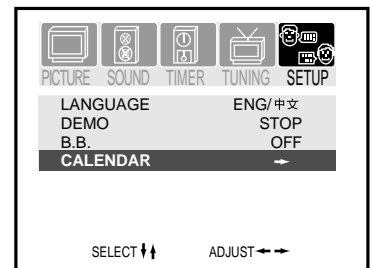 PICTURE SOUND TIMER TUNING SETUP
LANGUAGE ENG/中文
DEMO STOP
B.B. OFF
CALENDAR →
SELECT ADJUST